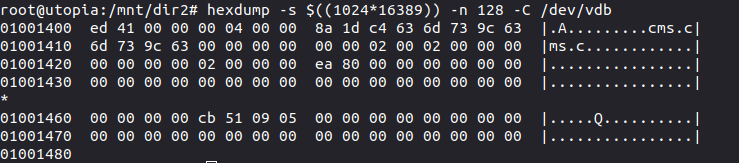 root@utopia:/mnt/dir2# hexdump -s $((1024*16389)) -n 128 -C /dev/vdb
01001400  ed 41 00 00 00 04 00 00  8a 1d c4 63 6d 73 9c 63  |.A.........cms.c|
01001410  6d 73 9c 63 00 00 00 00  00 00 02 00 02 00 00 00  |ms.c............|
01001420  00 00 00 00 02 00 00 00  ea 80 00 00 00 00 00 00  |................|
01001430  00 00 00 00 00 00 00 00  00 00 00 00 00 00 00 00  |................|
*
01001460  00 00 00 00 cb 51 09 05  00 00 00 00 00 00 00 00  |.....Q..........|
01001470  00 00 00 00 00 00 00 00  00 00 00 00 00 00 00 00  |................|
01001480